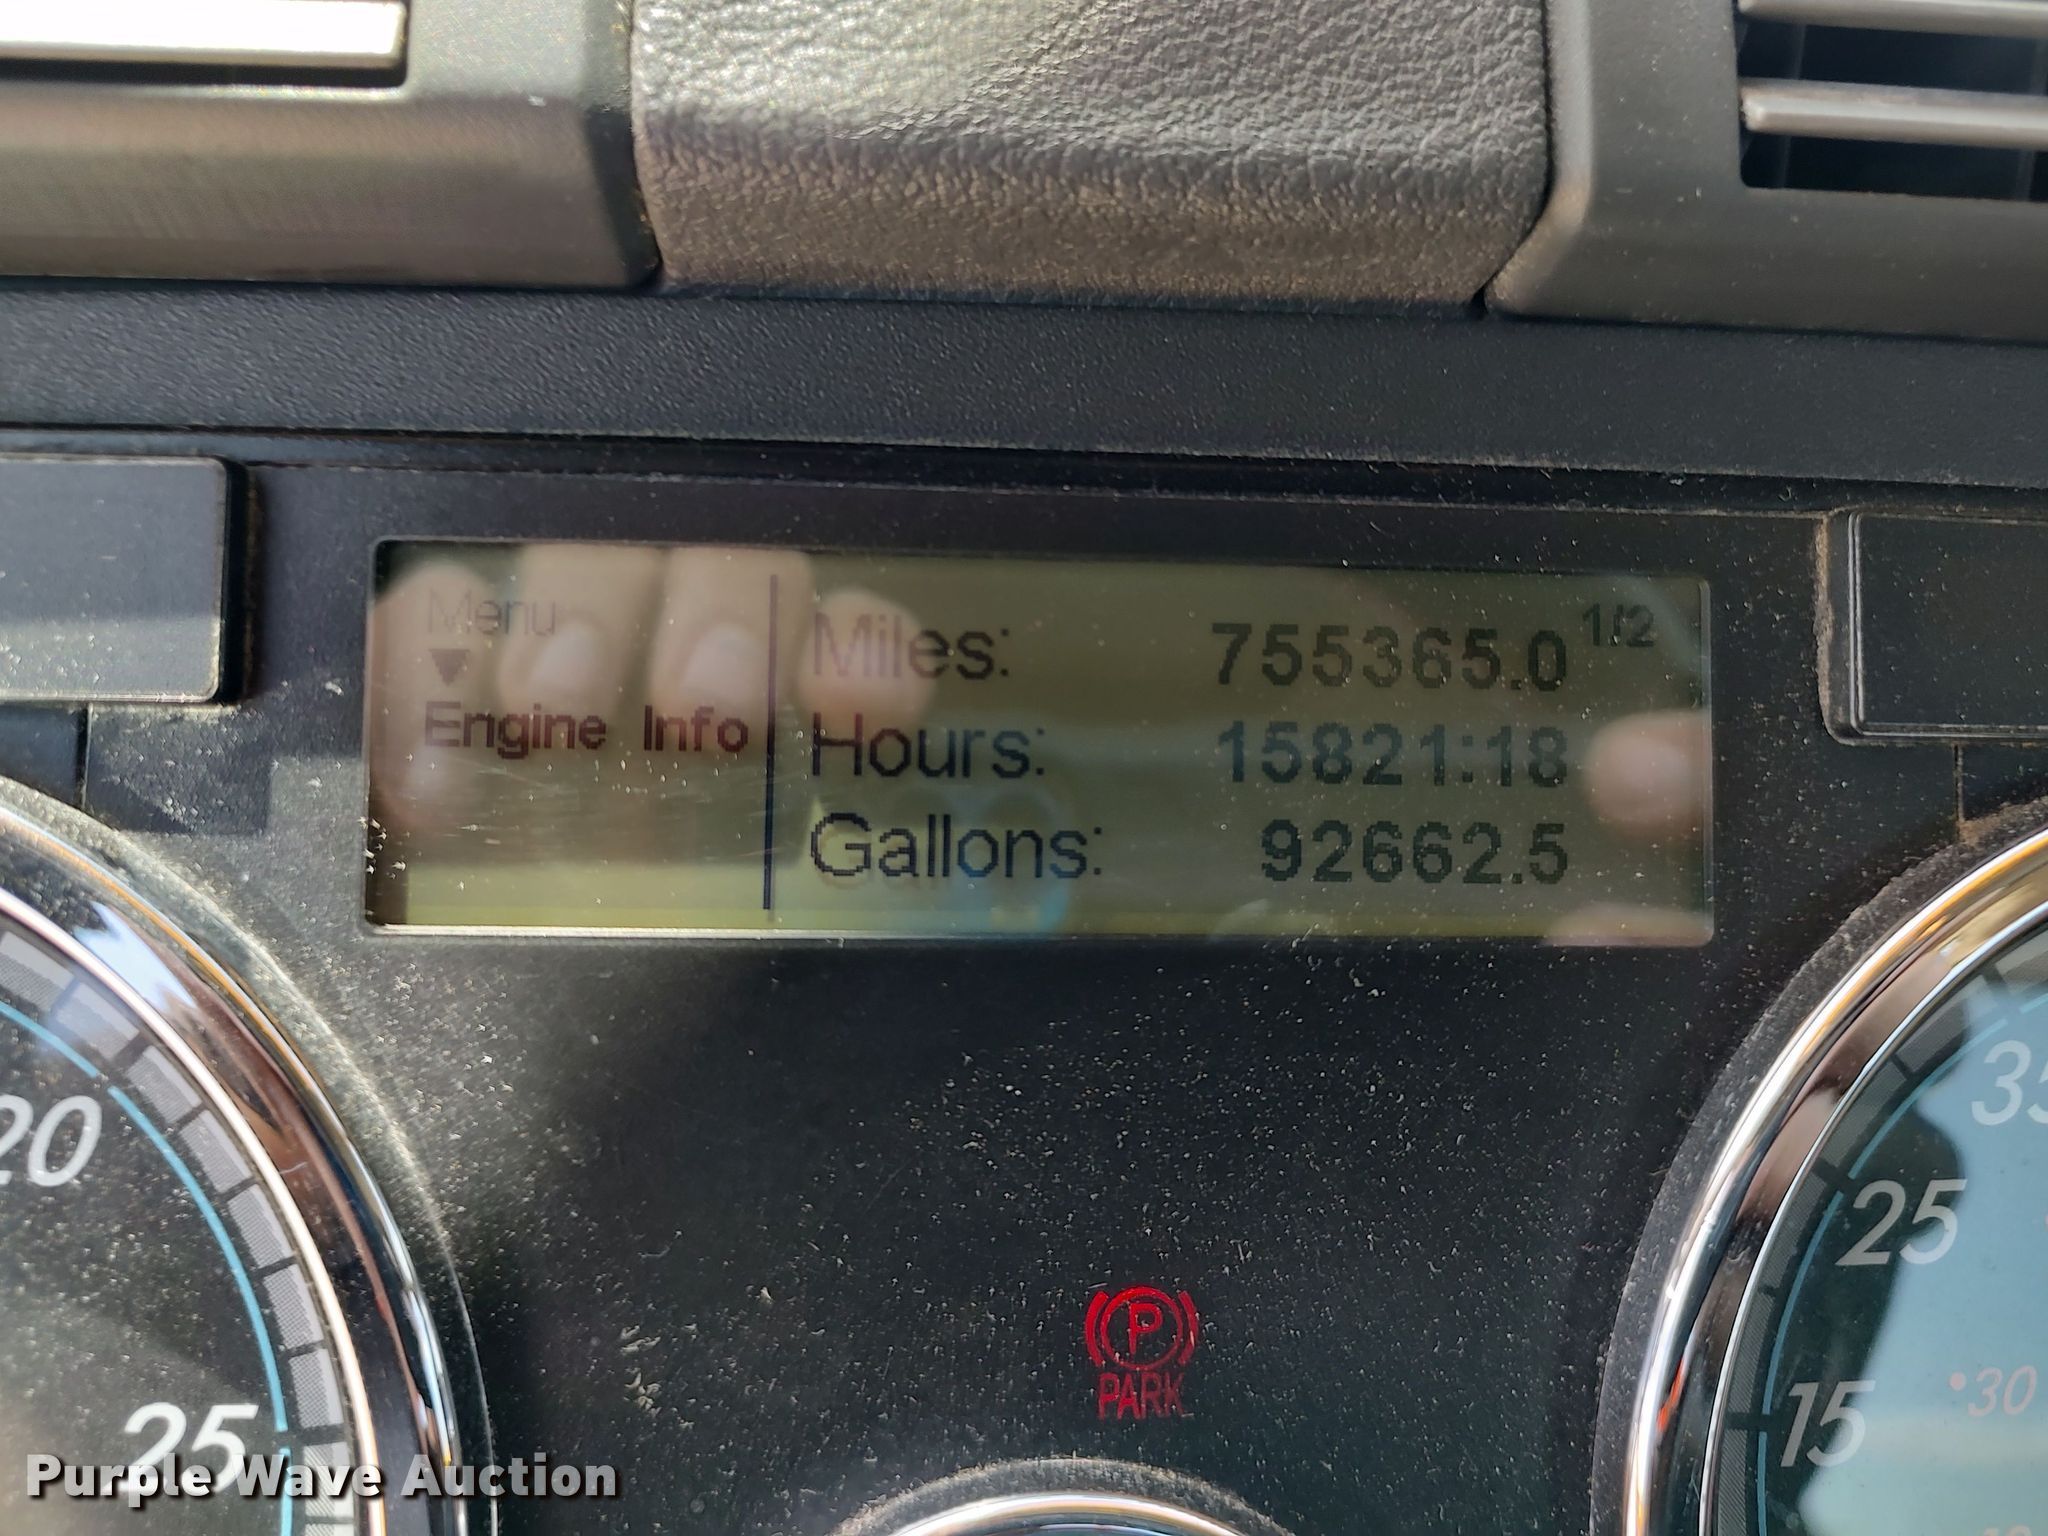 Menu
Engine Info
Miles: 755365.0 1/2
Hours: 15821:18
Gallons: 92662.5
20
25
PARK
P
35
25
15
30
Purple Wave Auction